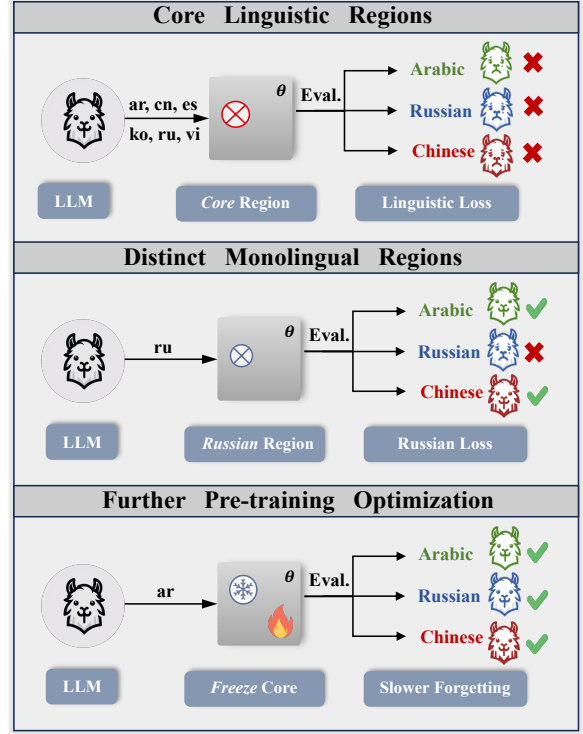 Core Linguistic Regions
ar, cn, es
ko, ru, vi
θ
Eval.
Arabic
Russian
Chinese
LLM
Core Region
Linguistic Loss
Distinct Monolingual Regions
ru
θ
Eval.
Arabic
Russian
Chinese
LLM
Russian Region
Russian Loss
Further Pre-training Optimization
ar
θ
Eval.
Arabic
Russian
Chinese
LLM
Freeze Core
Slower Forgetting